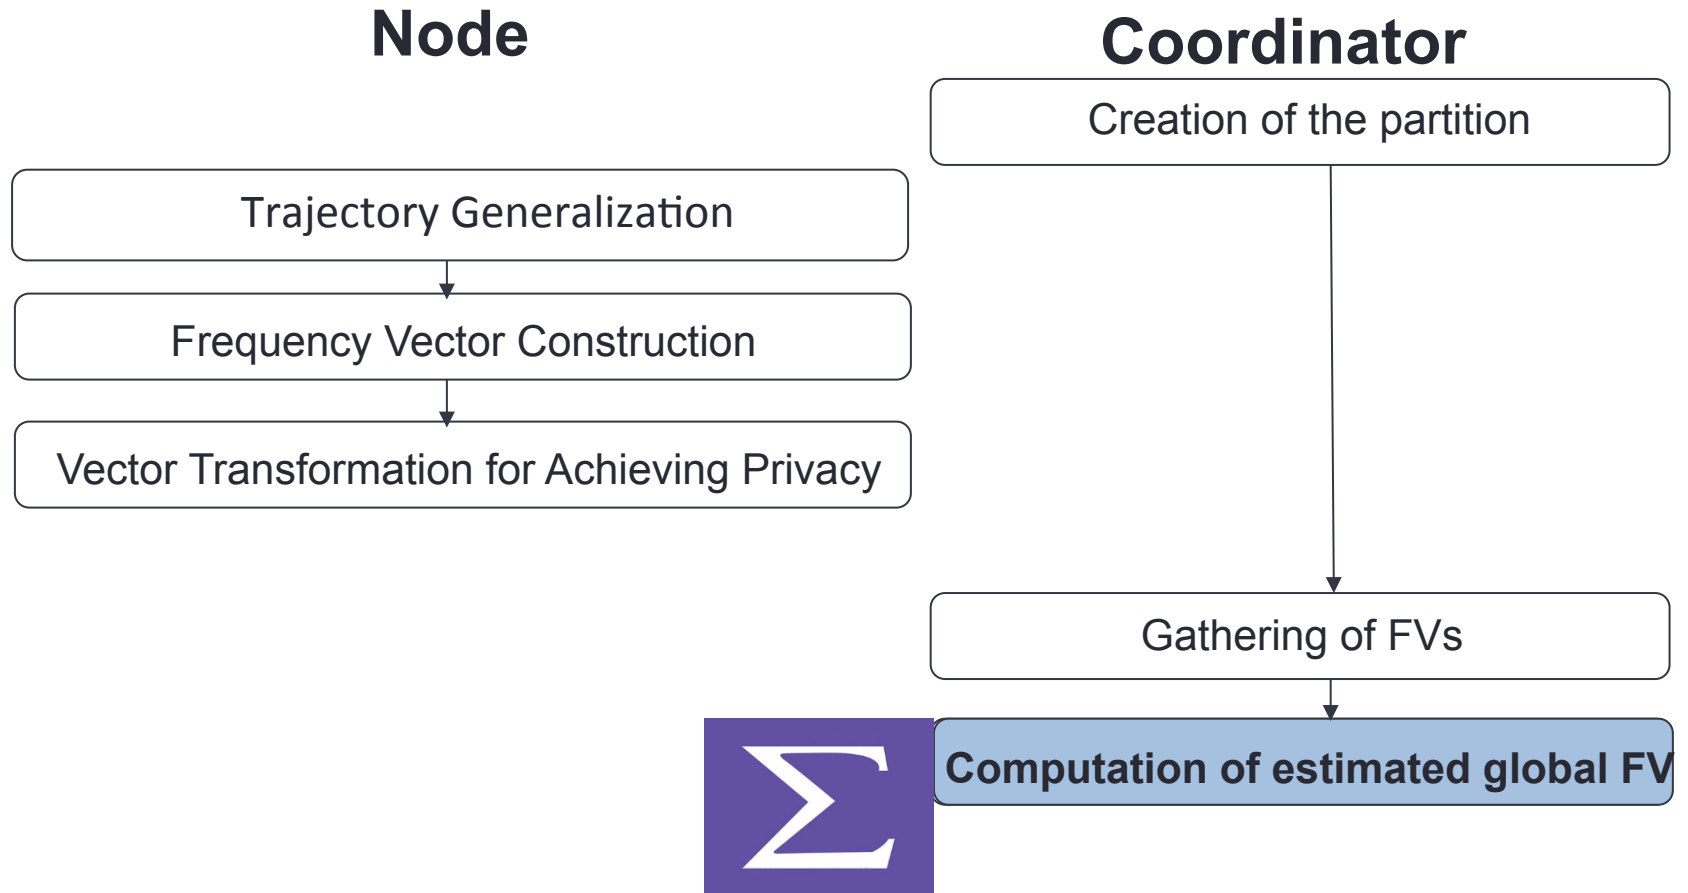 Node
Coordinator
Creation of the partition
Trajectory Generalization
Frequency Vector Construction
Vector Transformation for Achieving Privacy
Gathering of FVs
Σ
Computation of estimated global FV